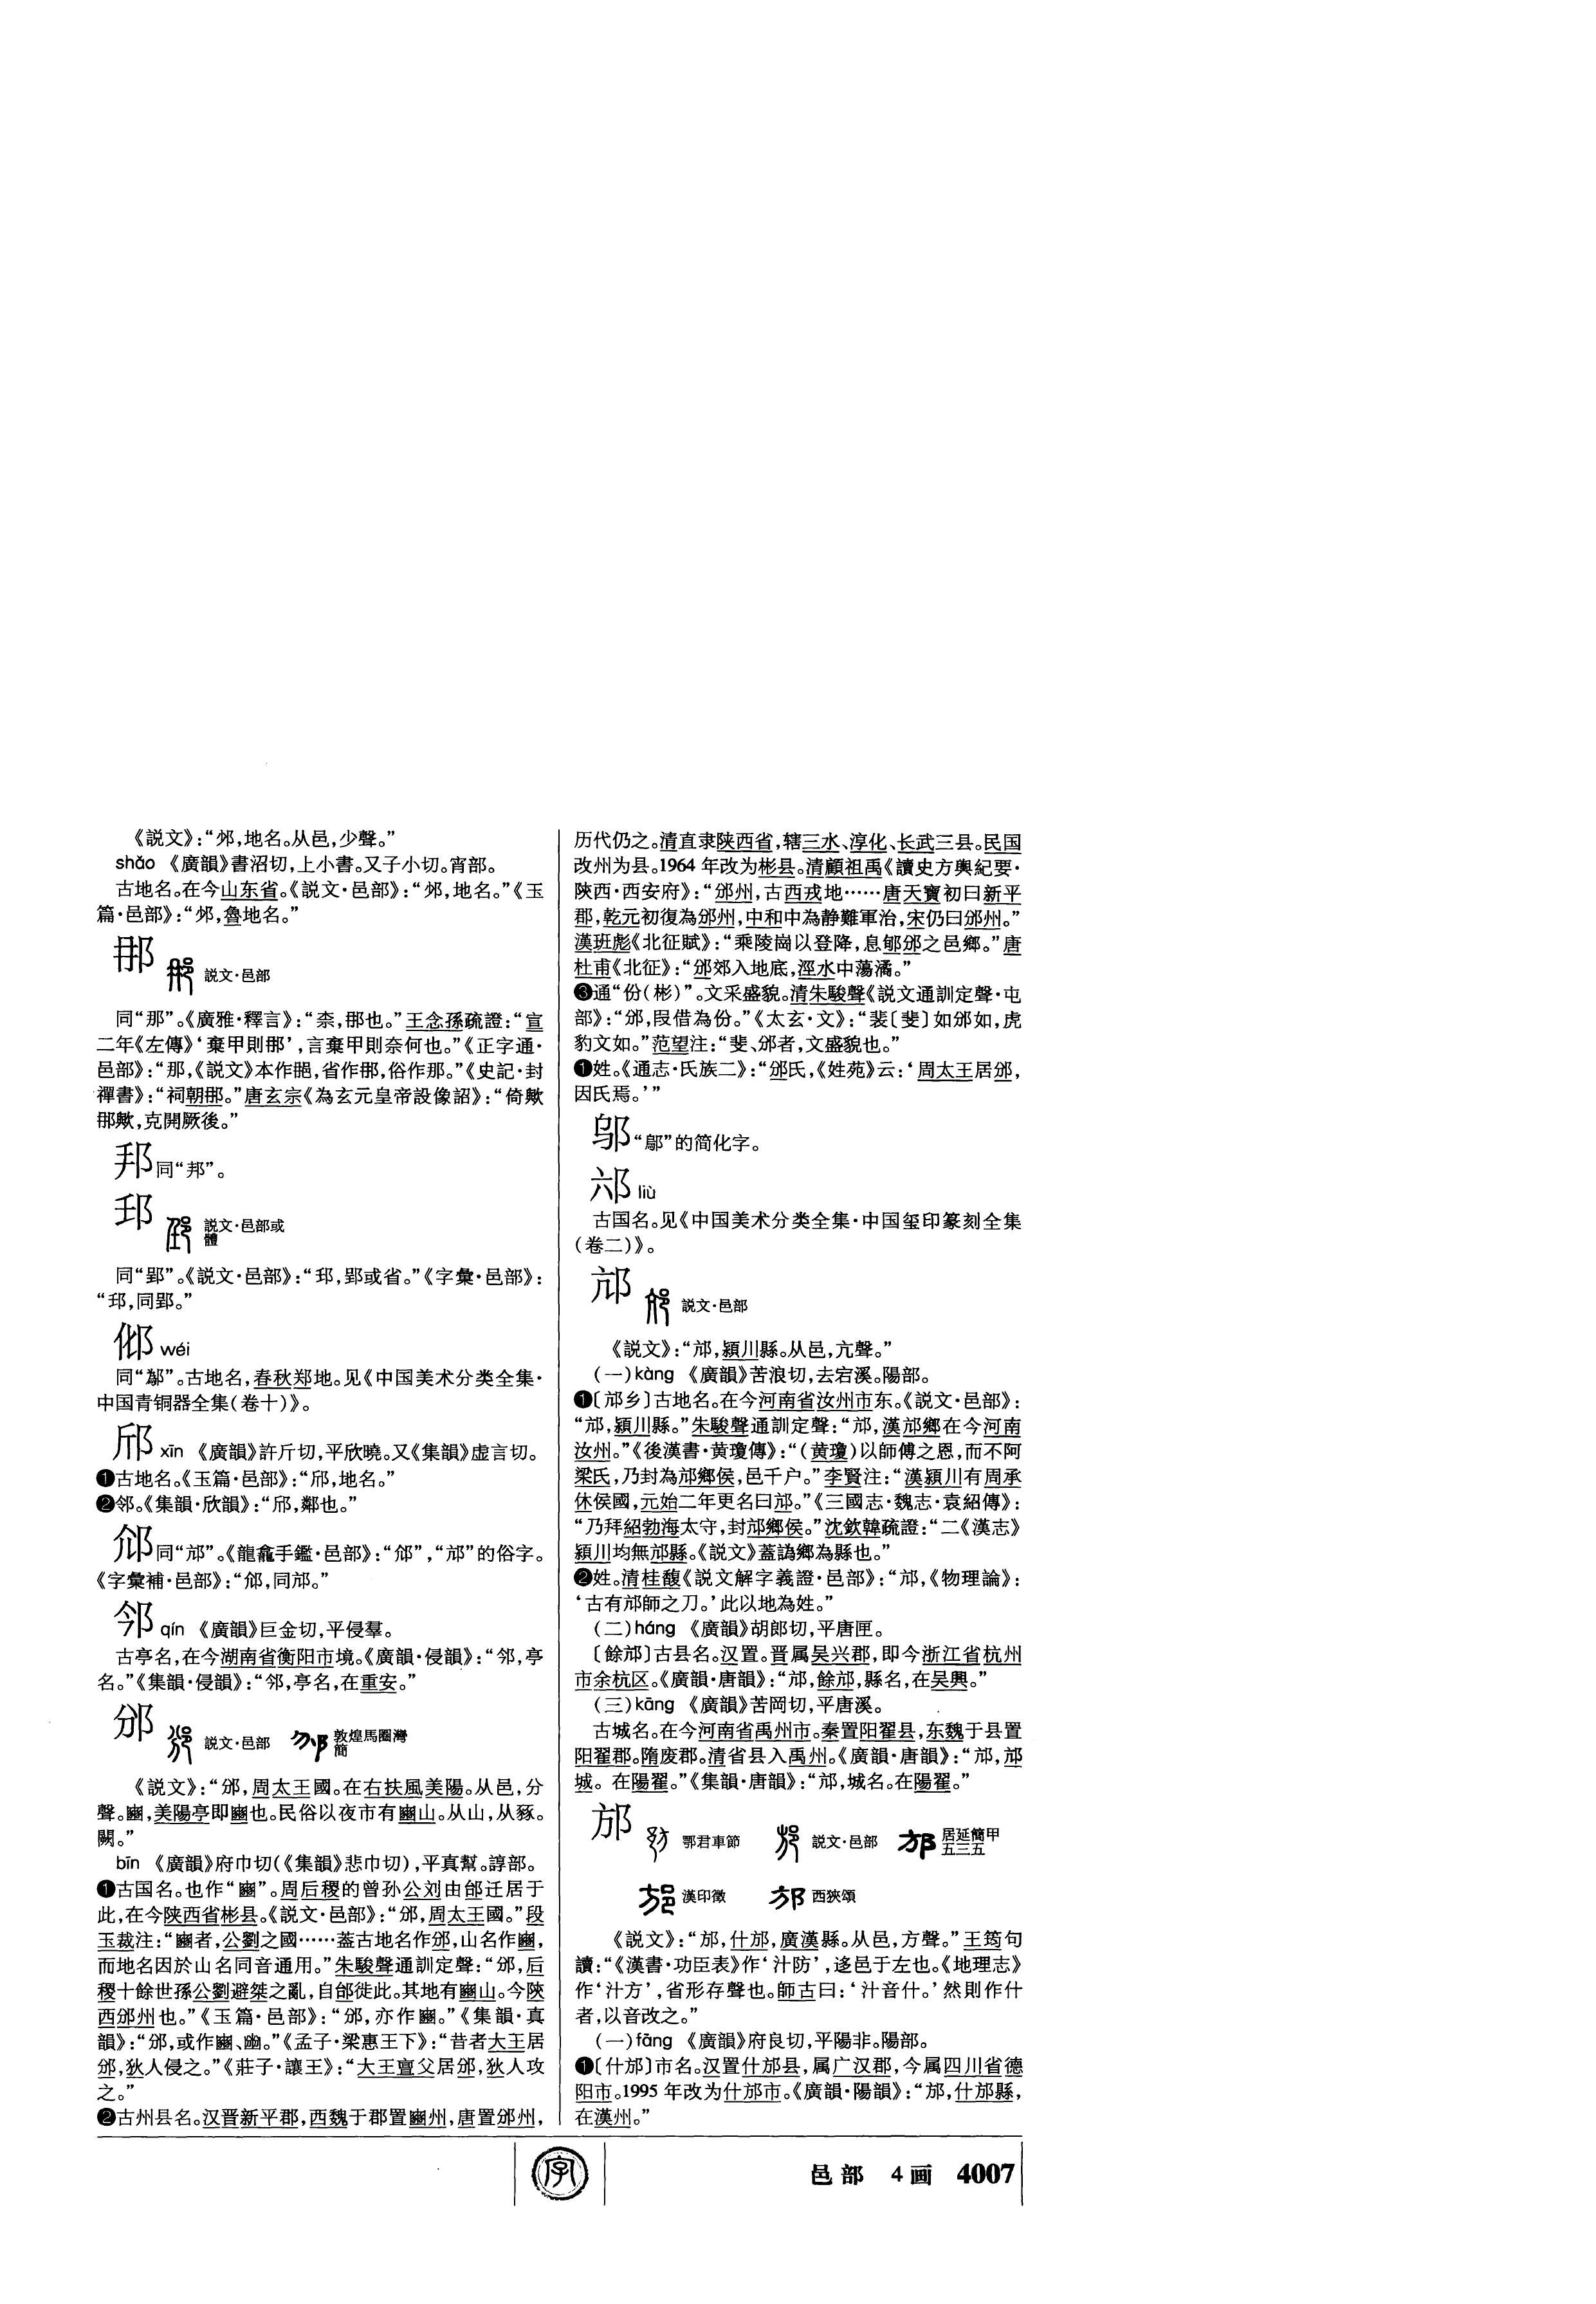 《説文》：“𨙹，地名。从邑，少聲。”
shǎo 《廣韻》書沼切，上小書。又子小切。宵部。
古地名。在今山东省。《説文·邑部》：“𨙹，地名。”《玉
篇·邑部》：“𨙹，魯地名。”
𨙻 説文·邑部
同“那”。《廣雅·釋言》：“柰，𨙻也。”王念孫疏證：“宣
二年《左傳》‘棄甲則𨙻’，言棄甲則奈何也。”《正字通·
邑部》：“那，《説文》本作𨚗，省作𨙻，俗作那。”《史記·封
禪書》：“祠朝𨙻。”唐玄宗《為玄元皇帝設像詔》：“倚歟
𨙻歟，克開厥後。”
邦 同“邦”。
邼 説文·邑部或
體
同“郢”。《説文·邑部》：“𨛦，郢或省。”《字彙·邑部》：
“𨛦，同郢。”
wéi
同“鄬”。古地名，春秋郑地。见《中国美术分类全集·
中国青铜器全集（卷十）》。
邤 xīn 《廣韻》許斤切，平欣曉。又《集韻》虚言切。
❶古地名。《玉篇·邑部》：“邤，地名。”
❷邻。《集韻·欣韻》：“邤，鄰也。”
同“邟”。《龍龕手鑑·邑部》：“”，“邟”的俗字。
《字彙補·邑部》：“，同邟。”
䢴 qín 《廣韻》巨金切，平侵羣。
古亭名，在今湖南省衡阳市境。《廣韻·侵韻》：“䢴，亭
名。”《集韻·侵韻》：“䢴，亭名，在重安。”
邠 説文·邑部 敦煌馬圈灣
簡
《説文》：“邠，周太王國。在右扶風美陽。从邑，分
聲。豳，美陽亭即豳也。民俗以夜市有豳山。从山，从豩。
闕。”
bīn 《廣韻》府巾切（《集韻》悲巾切），平真幫。諄部。
❶古国名。也作“豳”。周后稷的曾孙公刘由邰迁居于
此，在今陕西省彬县。《説文·邑部》：“邠，周太王國。”段
玉裁注：“豳者，公劉之國……葢古地名作邠，山名作豳，
而地名因於山名同音通用。”朱駿聲通訓定聲：“邠，后
稷十餘世孫公劉避桀之亂，自邰徙此。其地有豳山。今陝
西邠州也。”《玉篇·邑部》：“邠，亦作豳。”《集韻·真
韻》：“邠，或作豳、豳。”《孟子·梁惠王下》：“昔者大王居
邠，狄人侵之。”《莊子·讓王》：“大王亶父居邠，狄人攻
之。”
❷古州县名。汉晋新平郡，西魏于郡置豳州，唐置邠州，
历代仍之。清直隶陕西省，辖三水、淳化、长武三县。民国
改州为县。1964年改为彬县。清顧祖禹《讀史方輿紀要·
陝西·西安府》：“邠州，古西戎地……唐天寶初曰新平
郡，乾元初復為邠州，中和中為静難軍治，宋仍曰邠州。”
漢班彪《北征賦》：“乘陵崗以登降，息郇邠之邑鄉。”唐
杜甫《北征》：“邠郊入地底，涇水中蕩潏。”
❸通“份（彬）”。文采盛貌。清朱駿聲《説文通訓定聲·屯
部》：“邠，叚借為份。”《太玄·文》：“裴〔斐〕如邠如，虎
豹文如。”范望注：“斐、邠者，文盛貌也。”
❶姓。《通志·氏族二》：“邠氏，《姓苑》云：‘周太王居邠，
因氏焉。’”
邬“鄔”的简化字。
liù
古国名。见《中国美术分类全集·中国玺印篆刻全集
（卷二）》。
邟 説文·邑部
《説文》：“邟，潁川縣。从邑，亢聲。”
（一）kàng 《廣韻》苦浪切，去宕溪。陽部。
❶〔邟乡〕古地名。在今河南省汝州市东。《説文·邑部》：
“邟，潁川縣。”朱駿聲通訓定聲：“邟，漢邟鄉在今河南
汝州。”《後漢書·黄瓊傳》：“（黄瓊）以師傅之恩，而不阿
梁氏，乃封為邟鄉侯，邑千户。”李賢注：“漢潁川有周承
休侯國，元始二年更名曰邟。”《三國志·魏志·袁紹傳》：
“乃拜紹勃海太守，封邟鄉侯。”沈欽韓疏證：“二《漢志》
潁川均無邟縣。《説文》蓋譌鄉為縣也。”
❷姓。清桂馥《説文解字義證·邑部》：“邟，《物理論》：
‘古有邟師之刀。’此以地為姓。”
（二）háng 《廣韻》胡郎切，平唐匣。
〔餘邟〕古县名。汉置。晋属吴兴郡，即今浙江省杭州
市余杭区。《廣韻·唐韻》：“邟，餘邟，縣名，在吴興。”
（三）kāng 《廣韻》苦岡切，平唐溪。
古城名。在今河南省禹州市。秦置阳翟县，东魏于县置
阳翟郡。隋废郡。清省县入禹州。《廣韻·唐韻》：“邟，邟
城。在陽翟。”《集韻·唐韻》：“邟，城名。在陽翟。”
邡 鄂君車節 説文·邑部 居延簡甲
五三五
漢印徵 西狹頌
《説文》：“邡，什邡，廣漢縣。从邑，方聲。”王筠句
讀：“《漢書·功臣表》作‘汁防’，迻邑于左也。《地理志》
作‘汁方’，省形存聲也。師古曰：‘汁音什。’然則作什
者，以音改之。”
（一）fāng 《廣韻》府良切，平陽非。陽部。
❶〔什邡〕市名。汉置什邡县，属广汉郡，今属四川省德
阳市。1995年改为什邡市。《廣韻·陽韻》：“邡，什邡縣，
在漢州。”
字
邑部 4画 4007